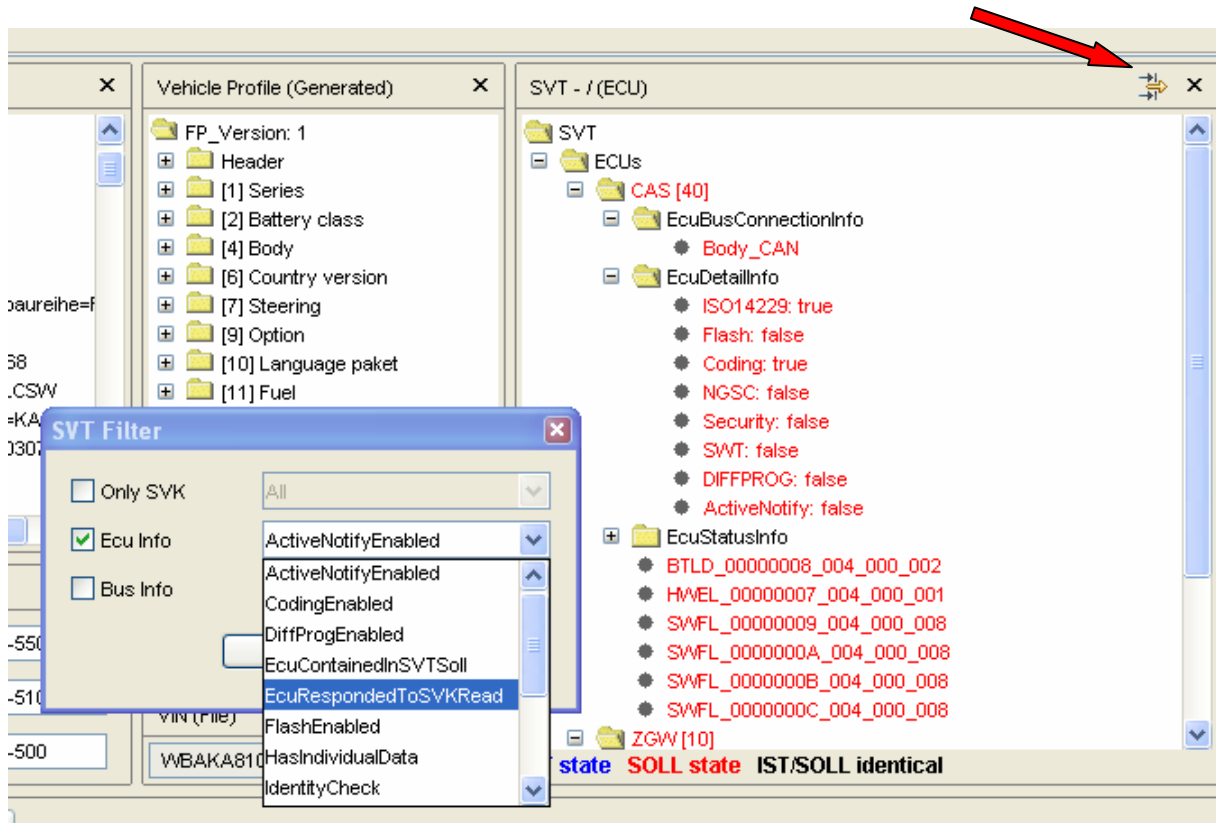 Vehicle Profile (Generated)
SVT - / (ECU)
FP_Version: 1
Header
[1] Series
[2] Battery class
[4] Body
[6] Country version
[7] Steering
[9] Option
[10] Language paket
[11] Fuel
SVT
ECUs
CAS [40]
EcuBusConnectionInfo
Body_CAN
EcuDetailInfo
ISO14229: true
Flash: false
Coding: true
NGSC: false
Security: false
SWT: false
DIFFPROG: false
ActiveNotify: false
EcuStatusInfo
BTLD_00000008_004_000_002
HWEL_00000007_004_000_001
SWFL_00000009_004_000_008
SWFL_0000000A_004_000_008
SWFL_0000000B_004_000_008
SWFL_0000000C_004_000_008
ZGW [10]
state SOLL state IST/SOLL identical
68
-550
-510
-500
SVT Filter
Only SVK All
Ecu Info ActiveNotifyEnabled
Bus Info
ActiveNotifyEnabled
CodingEnabled
DiffProgEnabled
EcuContainedInSVTSoll
EcuRespondedToSVKRead
FlashEnabled
HasIndividualData
IdentityCheck
VIN (File)
WBAKA810